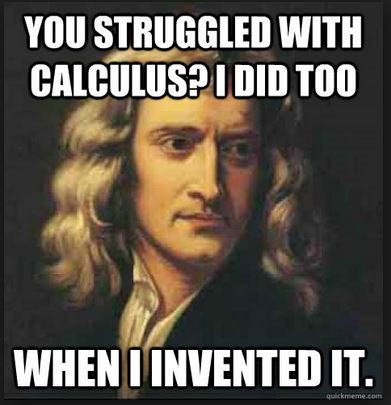 YOU STRUGGLED WITH
CALCULUS? I DID TOO
WHEN I INVENTED IT.
quickmeme.com